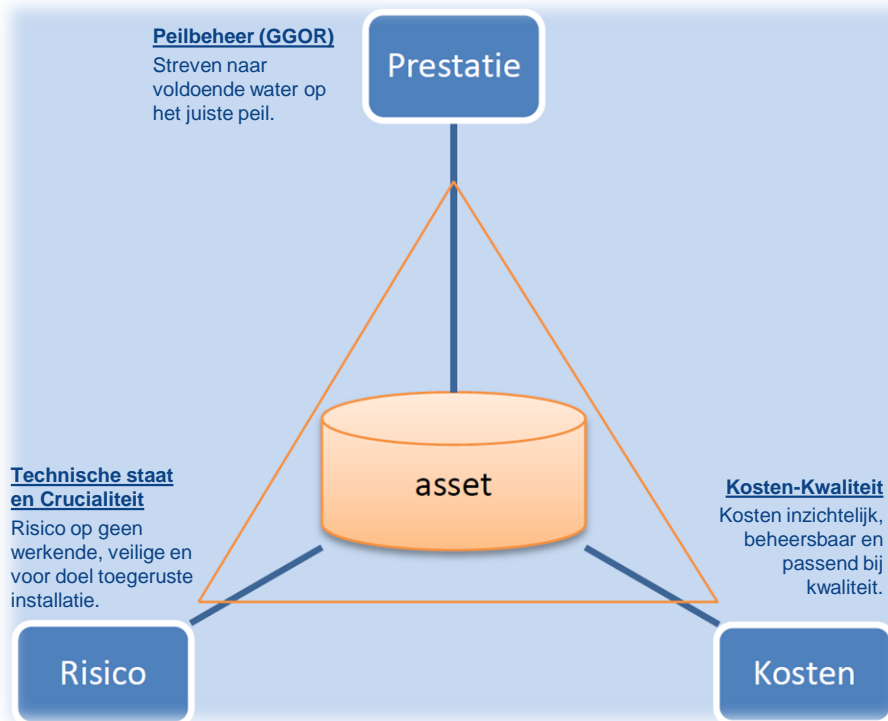 Peilbeheer (GGOR)
Streven naar
voldoende water op
het juiste peil.
Prestatie
asset
Technische staat
en Crucialiteit
Risico op geen
werkende, veilige en
voor doel toegeruste
installatie.
Kosten-Kwaliteit
Kosten inzichtelijk,
beheersbaar en
passend bij
kwaliteit.
Risico
Kosten